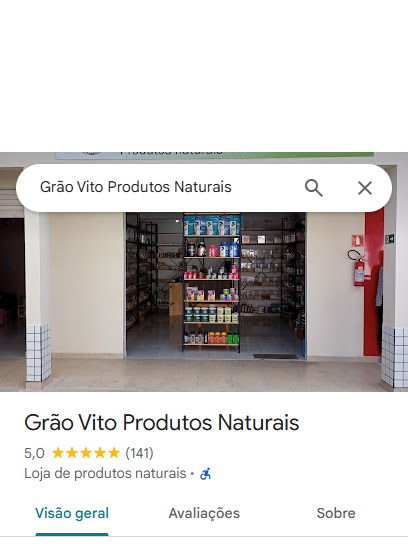 Produtos naturais
Grão Vito Produtos Naturais
Grão Vito Produtos Naturais
5,0 ★★★★★ (141)
Loja de produtos naturais ·
Visão geral
Avaliações
Sobre